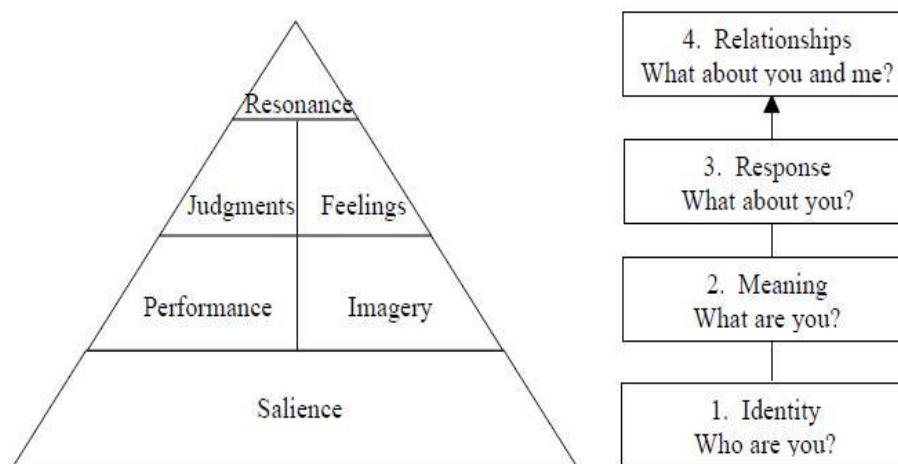 Resonance
Judgments
Feelings
Performance
Imagery
Salience
4. Relationships
What about you and me?
3. Response
What about you?
2. Meaning
What are you?
1. Identity
Who are you?